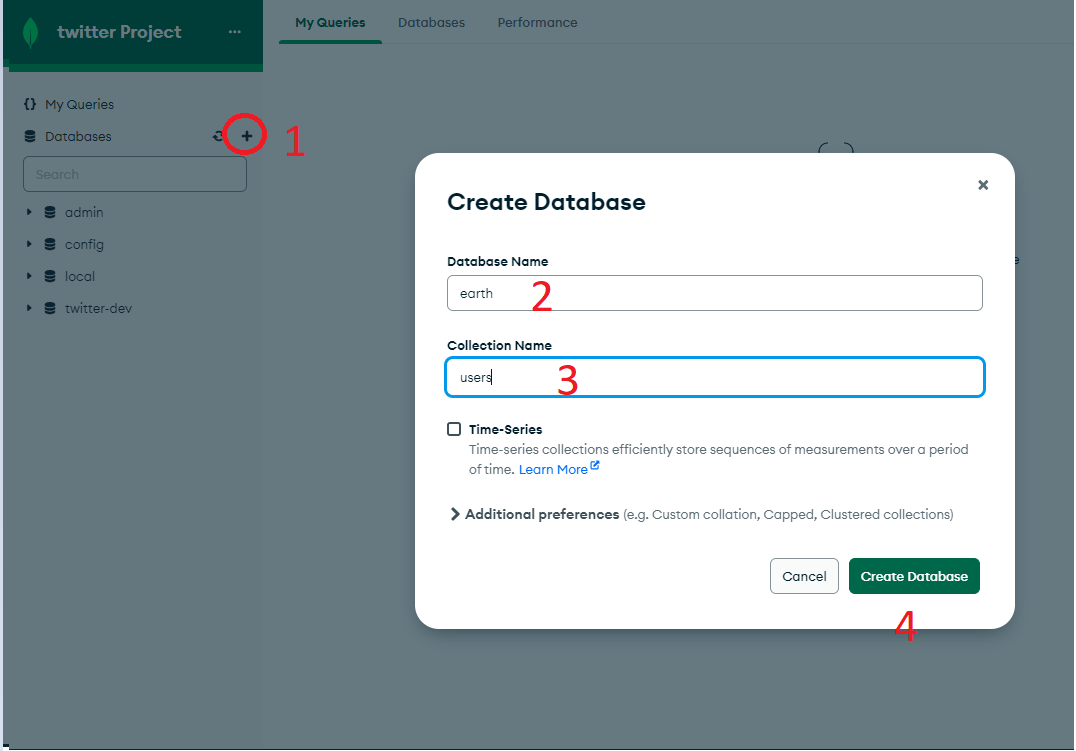 twitter Project
My Queries
Databases
Performance
My Queries
Databases
1
Search
admin
config
local
twitter-dev
Create Database
Database Name
earth 2
Collection Name
users 3
Time-Series
Time-series collections efficiently store sequences of measurements over a period
of time. Learn More
Additional preferences (e.g. Custom collation, Capped, Clustered collections)
Cancel
Create Database
4